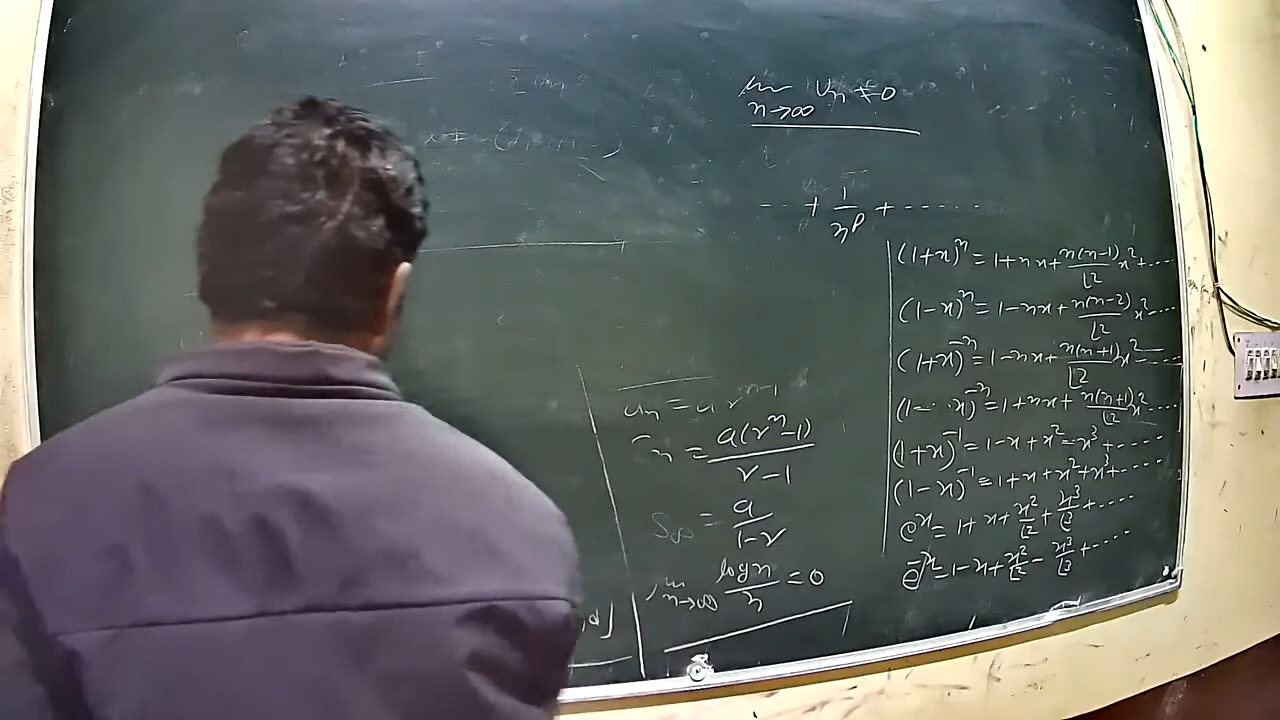 lim
n→∞ Uₙ ≠ 0
... + 1/n^p + ......
uₙ = a r^(n-1)
= a(r^n-1)/(r-1)
S∞ = a/(1-r)
lim n→∞ log n/n = 0
(1+x)^n = 1+nx+ n(n-1)/⌊2 x²+....
(1-x)^n = 1-nx+ n(n-2)/⌊2 x²....
(1+x)^-n = 1-nx+ n(n+1)/⌊2 x²-....
(1-x)^-n = 1+nx+ n(n+1)/⌊2 x²....
(1+x)^-1 = 1-x+x²-x³+.....
(1-x)^-1 = 1+x+x²+x³+.....
e^x = 1+x+ x²/⌊2 + x³/⌊3 +....
e^-x = 1-x+ x²/⌊2 - x³/⌊3 +....